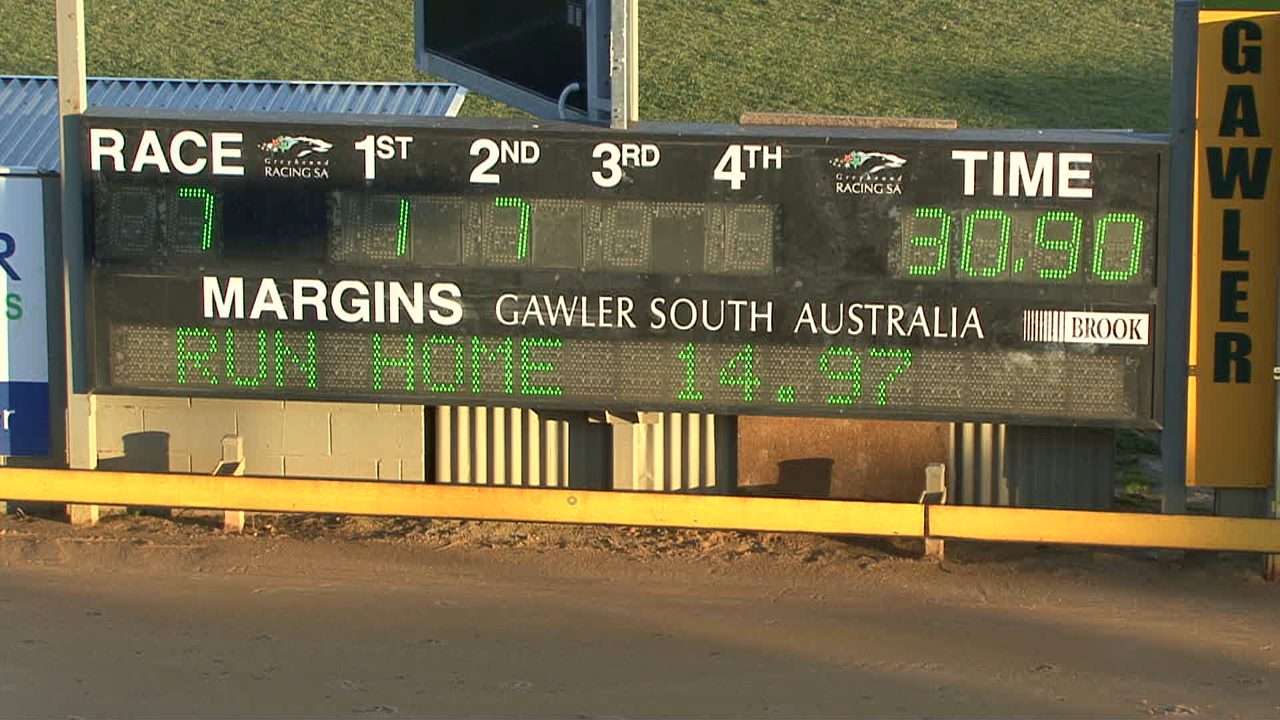 RACE Greyhound RACING SA 1ST 2ND 3RD 4TH Greyhound RACING SA TIME
7 1 7 30.90
MARGINS GAWLER SOUTH AUSTRALIA BROOK
RUN HOME 14.97
GAWLER
R
S
r